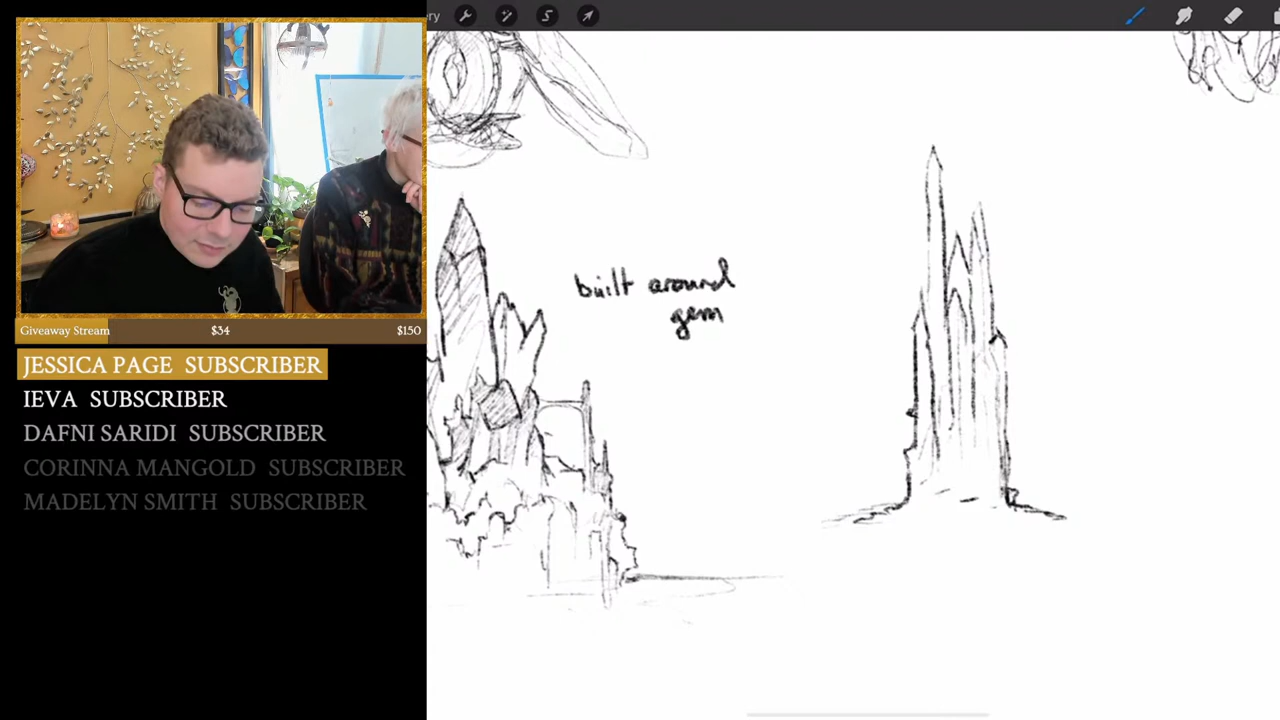 ry
Giveaway Stream $34 $150
JESSICA PAGE SUBSCRIBER
IEVA SUBSCRIBER
DAFNI SARIDI SUBSCRIBER
CORINNA MANGOLD SUBSCRIBER
MADELYN SMITH SUBSCRIBER
built around
gem